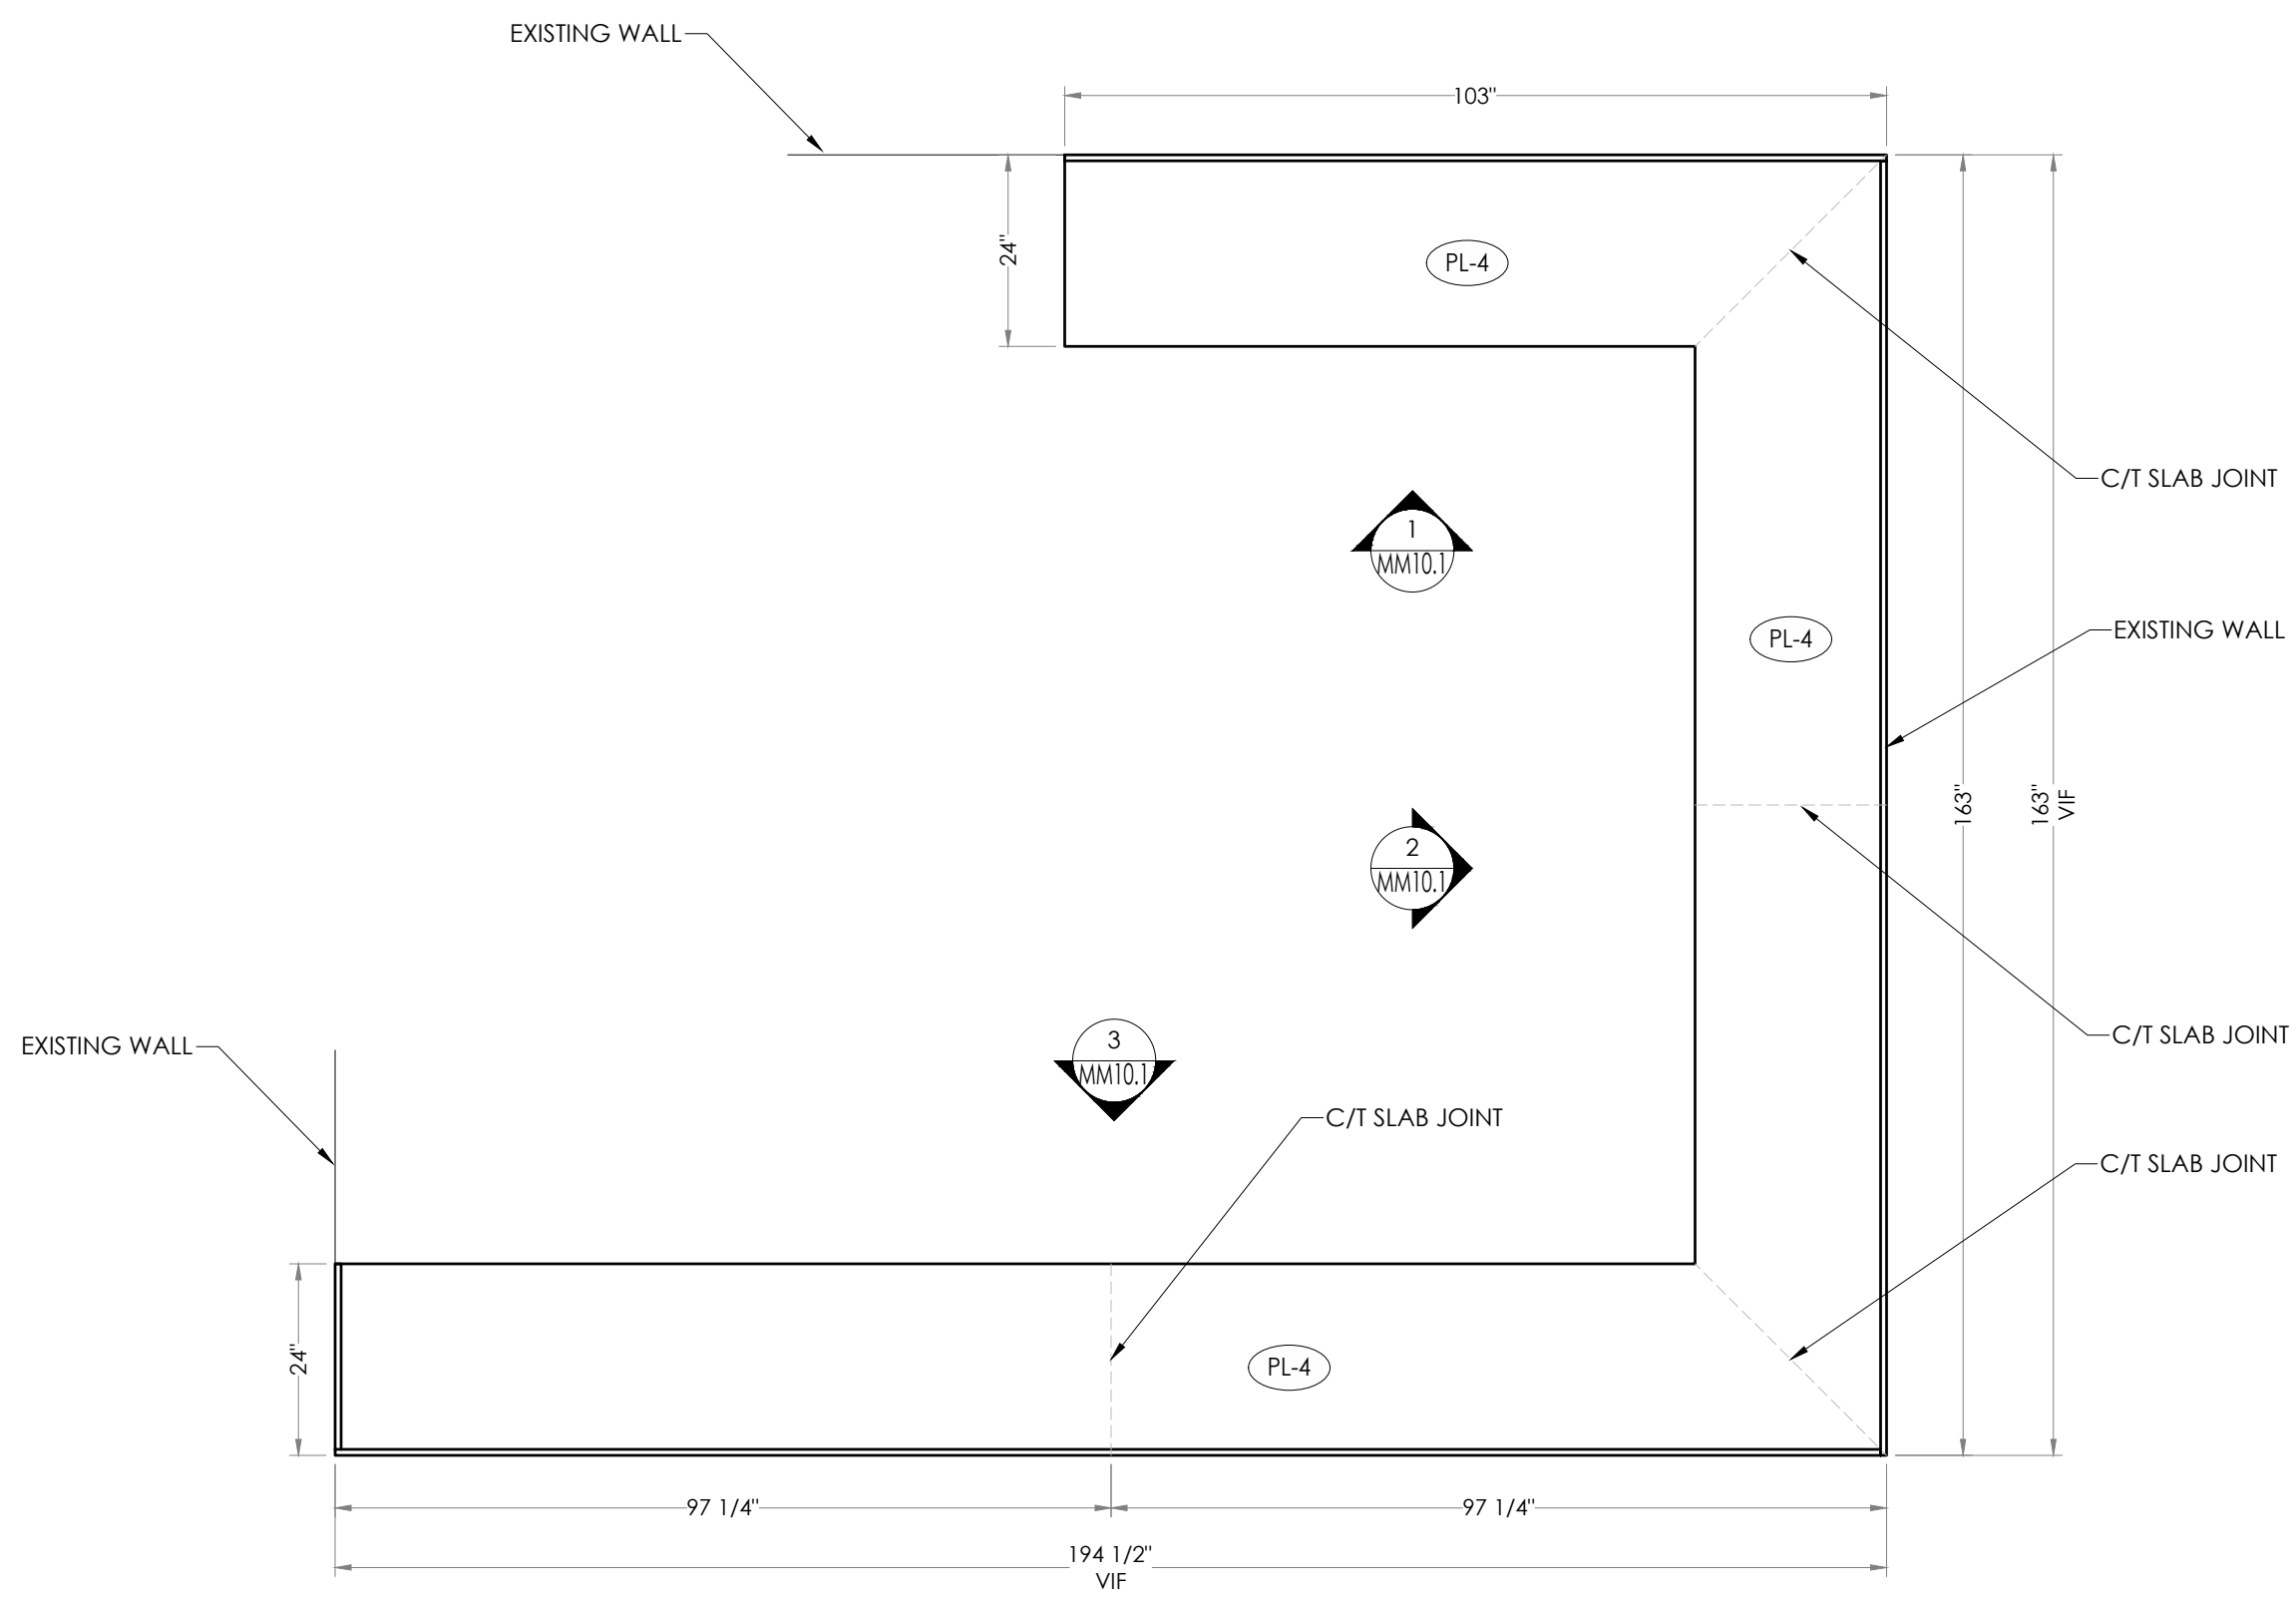 EXISTING WALL
103"
24"
PL-4
C/T SLAB JOINT
1
MM10.1
PL-4
EXISTING WALL
163"
163"
VIF
2
MM10.1
C/T SLAB JOINT
EXISTING WALL
3
MM10.1
C/T SLAB JOINT
C/T SLAB JOINT
24"
PL-4
97 1/4"
97 1/4"
194 1/2"
VIF